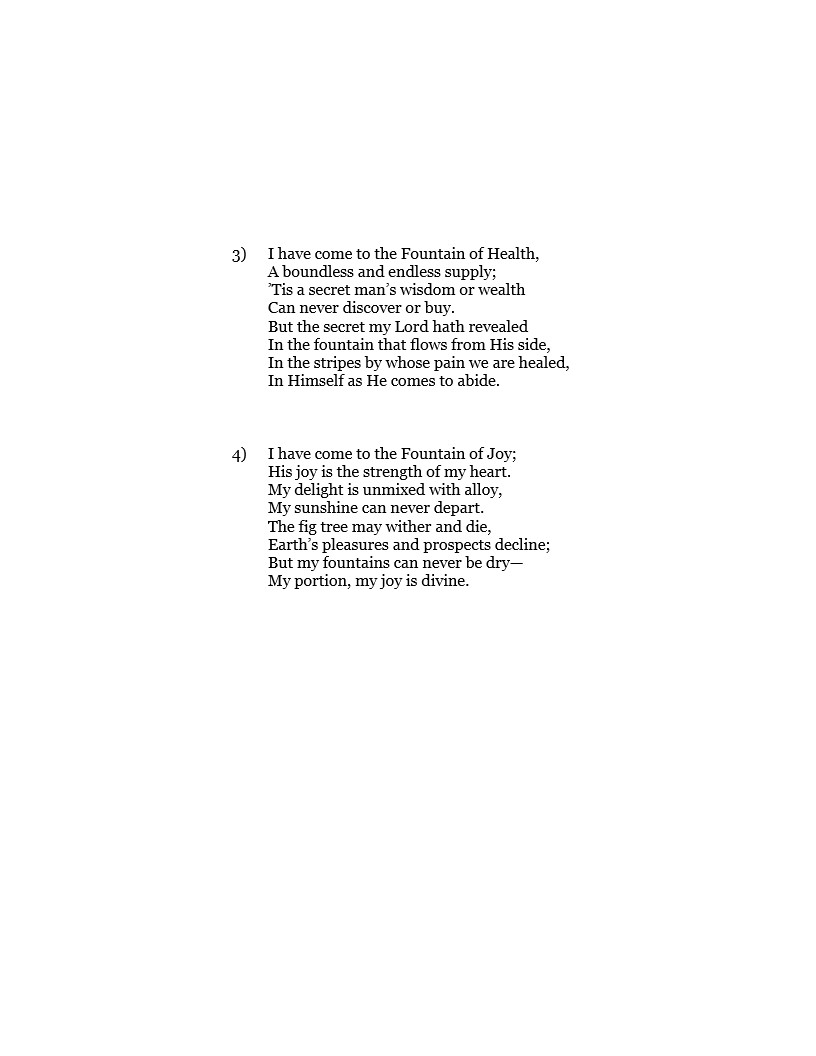 3) I have come to the Fountain of Health,
A boundless and endless supply;
’Tis a secret man’s wisdom or wealth
Can never discover or buy.
But the secret my Lord hath revealed
In the fountain that flows from His side,
In the stripes by whose pain we are healed,
In Himself as He comes to abide.
4) I have come to the Fountain of Joy;
His joy is the strength of my heart.
My delight is unmixed with alloy,
My sunshine can never depart.
The fig tree may wither and die,
Earth’s pleasures and prospects decline;
But my fountains can never be dry—
My portion, my joy is divine.